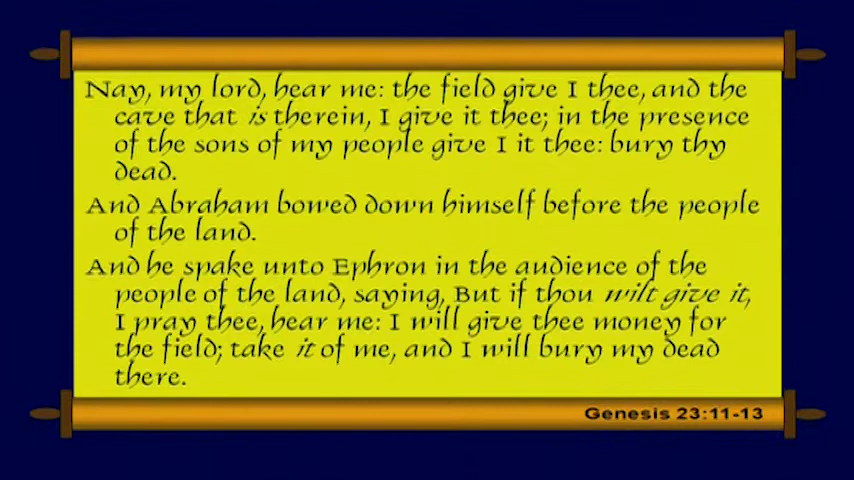 Nay, my lord, hear me: the field give I thee, and the
cave that is therein, I give it thee; in the presence
of the sons of my people give I it thee: bury thy
dead.
And Abraham bowed down himself before the people
of the land.
And he spake unto Ephron in the audience of the
people of the land, saying, But if thou wilt give it,
I pray thee, hear me: I will give thee money for
the field; take it of me, and I will bury my dead
there.
Genesis 23:11-13